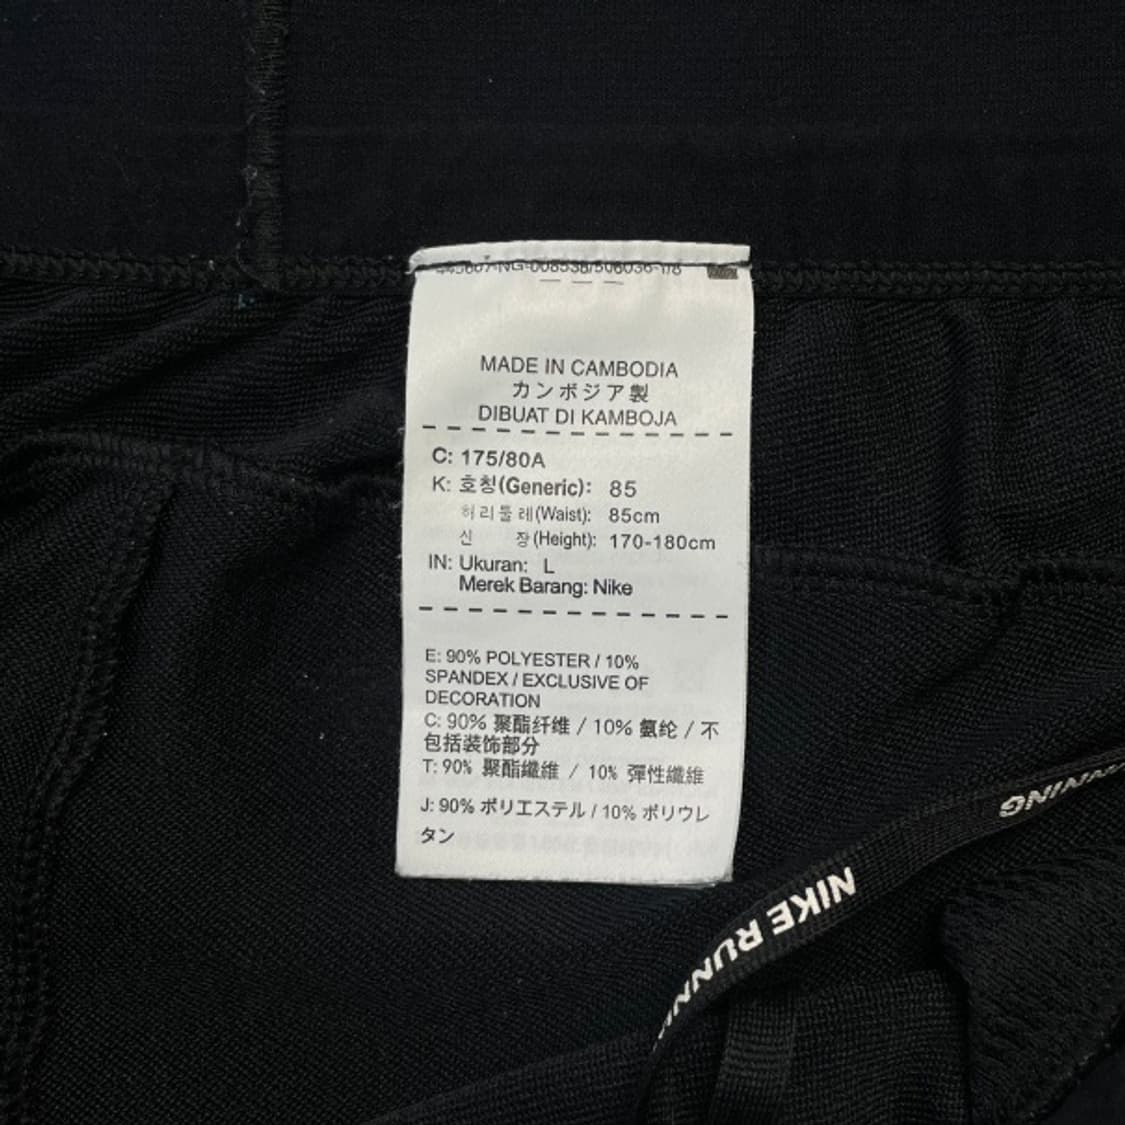 MADE IN CAMBODIA
カンボジア製
DIBUAT DI KAMBOJA
C: 175/80A
K: 호칭(Generic): 85
허리둘레(Waist): 85cm
신 장(Height): 170-180cm
IN: Ukuran: L
Merek Barang: Nike
E: 90% POLYESTER / 10%
SPANDEX / EXCLUSIVE OF
DECORATION
C: 90% 聚酯纤维 / 10% 氨纶 / 不
包括装饰部分
T: 90% 聚酯纖維 / 10% 彈性纖維
J: 90% ポリエステル / 10% ポリウレ
タン
NIKE RUNN
NNING